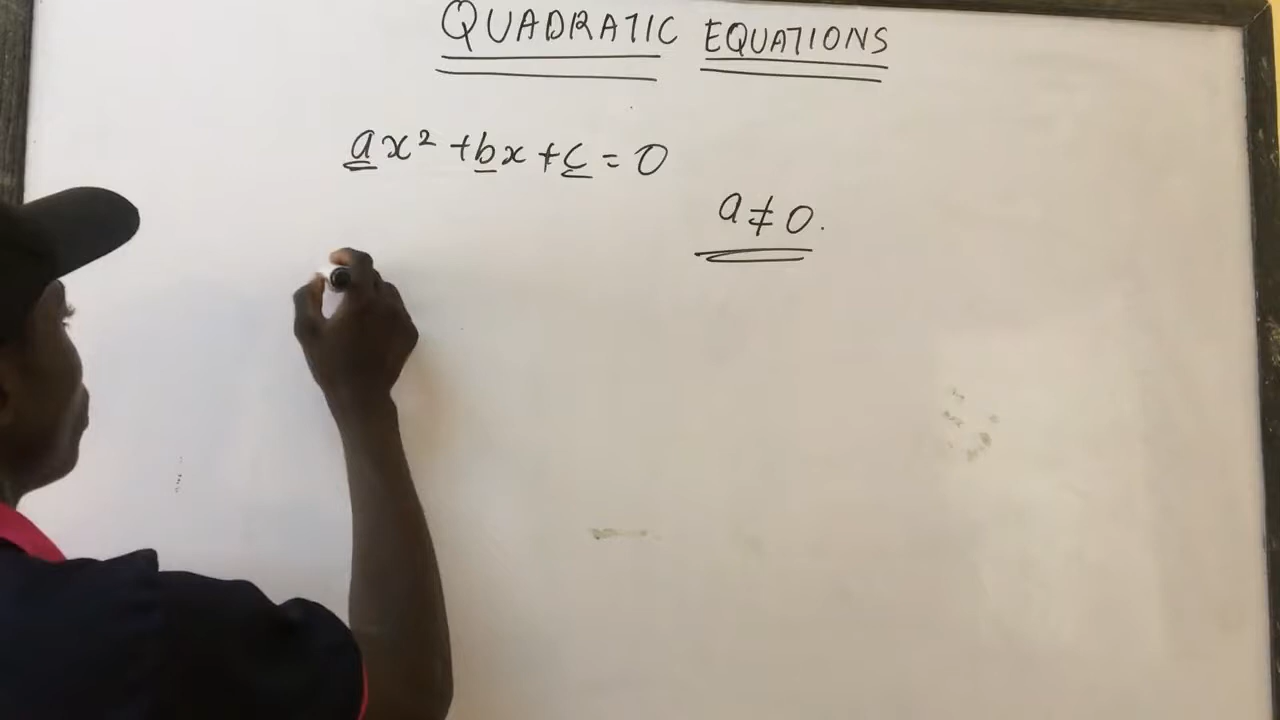 QUADRATIC EQUATIONS
ax² + bx + c = 0
a ≠ 0.